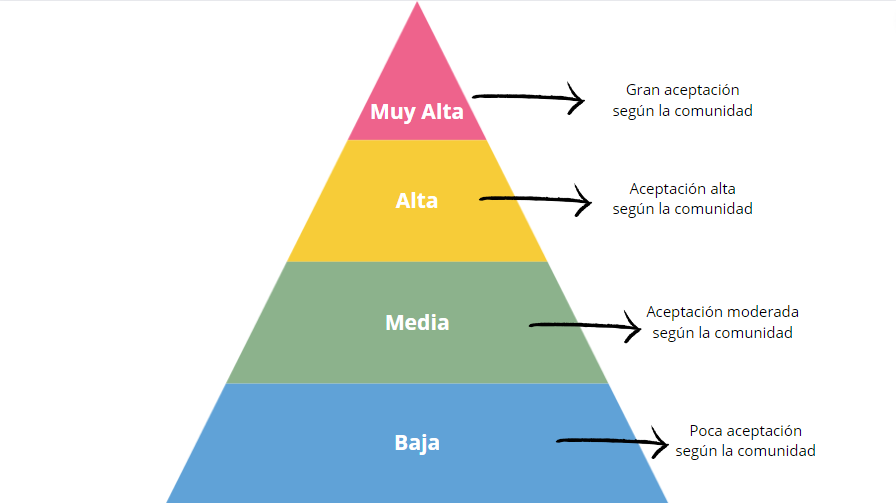 Muy Alta
Gran aceptación
según la comunidad
Alta
Aceptación alta
según la comunidad
Media
Aceptación moderada
según la comunidad
Baja
Poca aceptación
según la comunidad